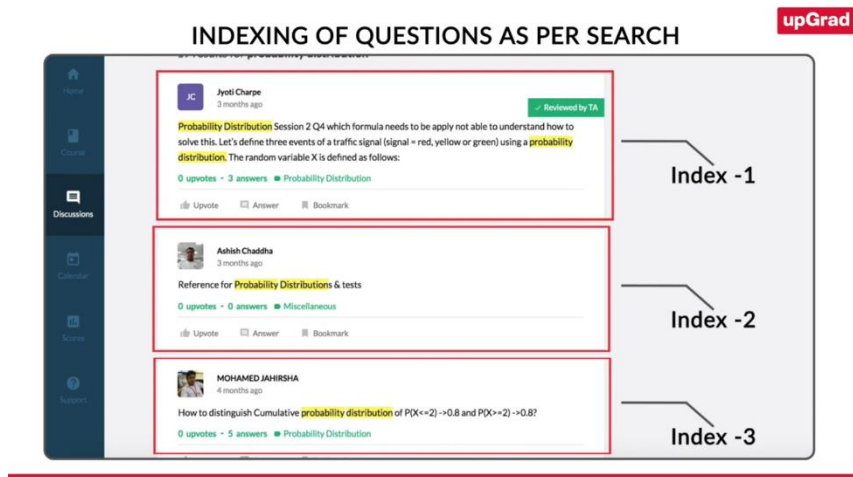 upGrad
INDEXING OF QUESTIONS AS PER SEARCH
results for probability distribution
Home
Course
Discussions
Calendar
Scores
Support
JC
Jyoti Charpe
3 months ago
✓ Reviewed by TA
Probability Distribution Session 2 Q4 which formula needs to be apply not able to understand how to
solve this. Let's define three events of a traffic signal (signal = red, yellow or green) using a probability
distribution. The random variable X is defined as follows:
0 upvotes - 3 answers Probability Distribution
Upvote Answer Bookmark
Index -1
Ashish Chaddha
3 months ago
Reference for Probability Distributions & tests
0 upvotes - 0 answers Miscellaneous
Upvote Answer Bookmark
Index -2
MOHAMED JAHIRSHA
4 months ago
How to distinguish Cumulative probability distribution of P(X<=2) ->0.8 and P(X>=2) ->0.8?
0 upvotes - 5 answers Probability Distribution
Index -3